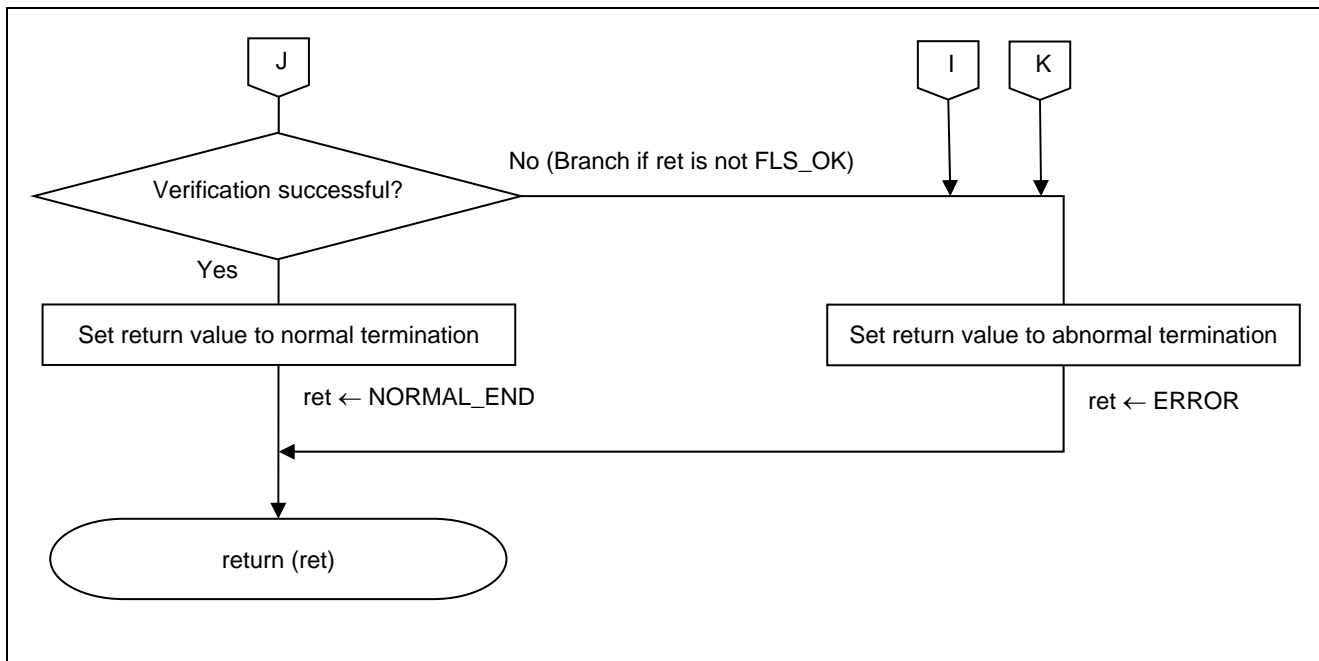 J
I
K
No (Branch if ret is not FLS_OK)
Verification successful?
Yes
Set return value to normal termination
Set return value to abnormal termination
ret ← NORMAL_END
ret ← ERROR
return (ret)